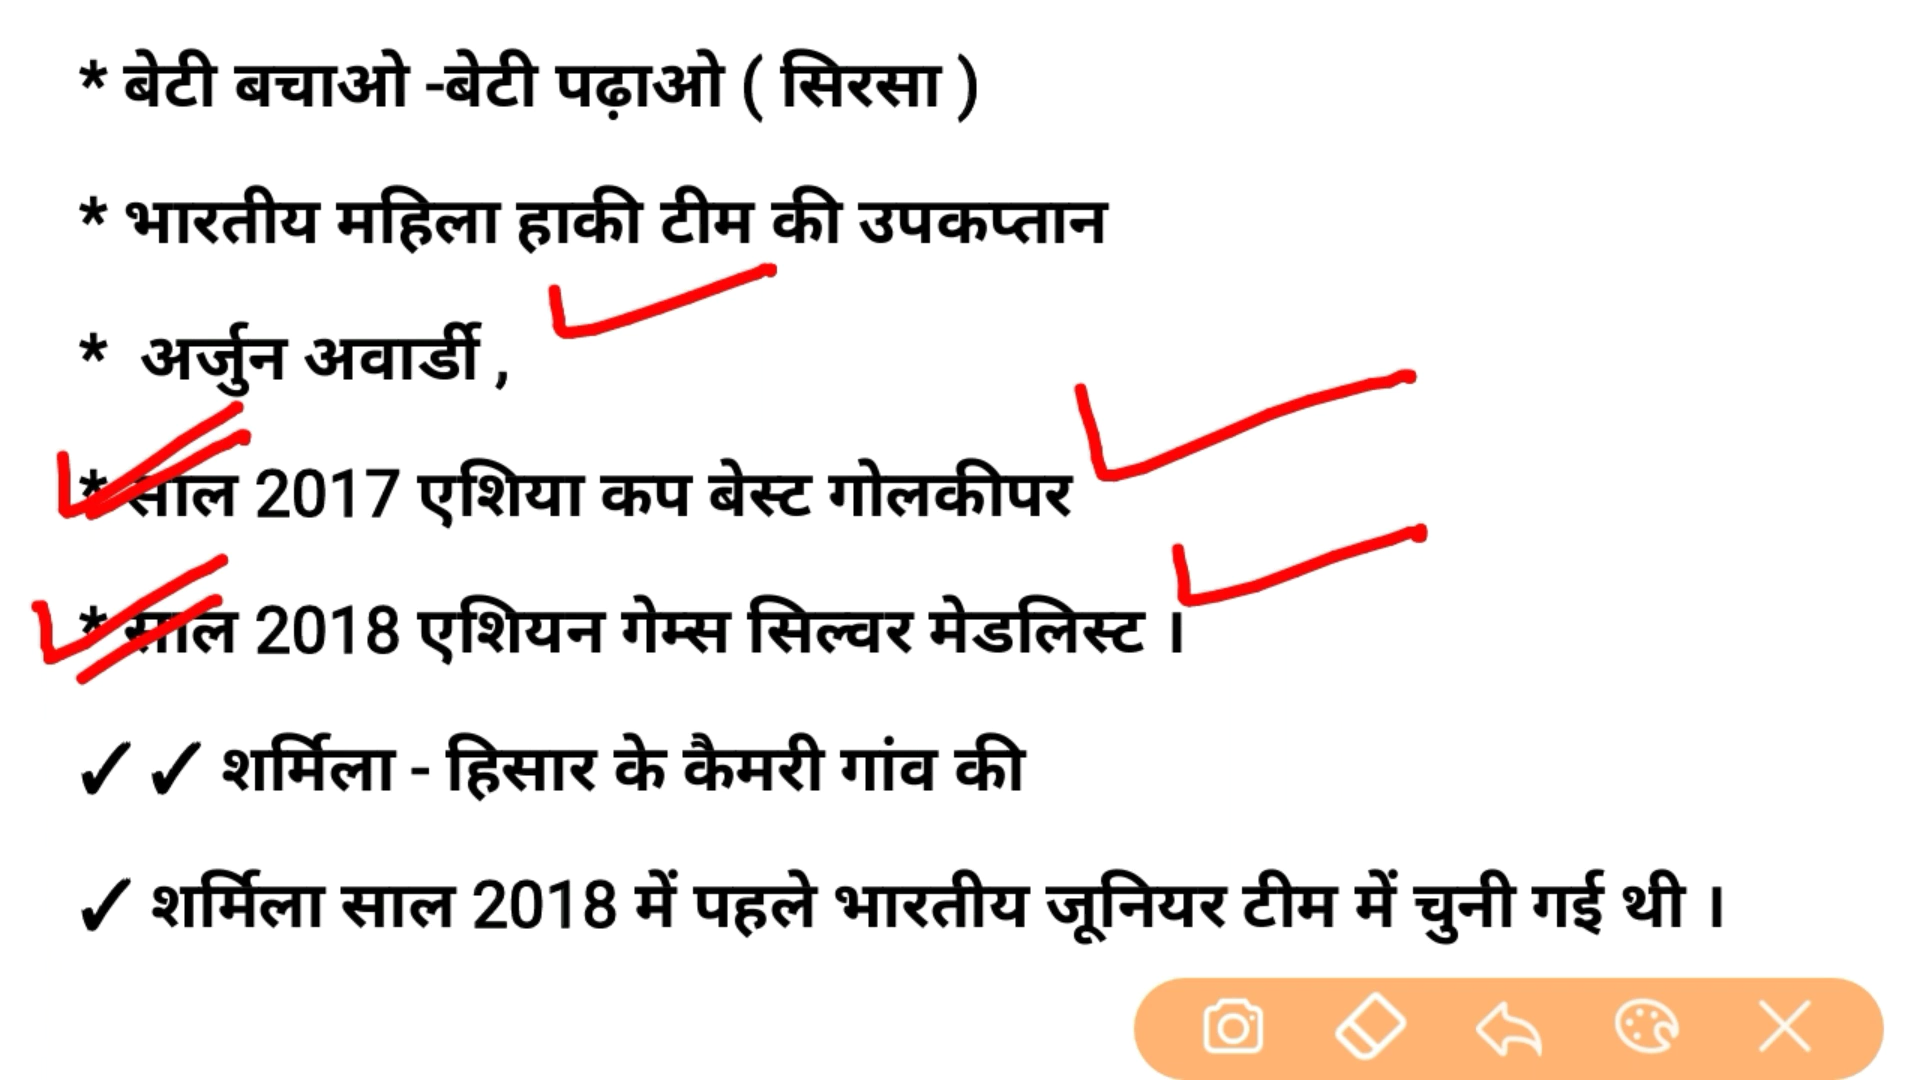 * बेटी बचाओ -बेटी पढ़ाओ ( सिरसा )
* भारतीय महिला हाकी टीम की उपकप्तान
* अर्जुन अवार्डी ,
* साल 2017 एशिया कप बेस्ट गोलकीपर
* साल 2018 एशियन गेम्स सिल्वर मेडलिस्ट ।
✓ ✓ शर्मिला - हिसार के कैमरी गांव की
✓ शर्मिला साल 2018 में पहले भारतीय जूनियर टीम में चुनी गई थी ।